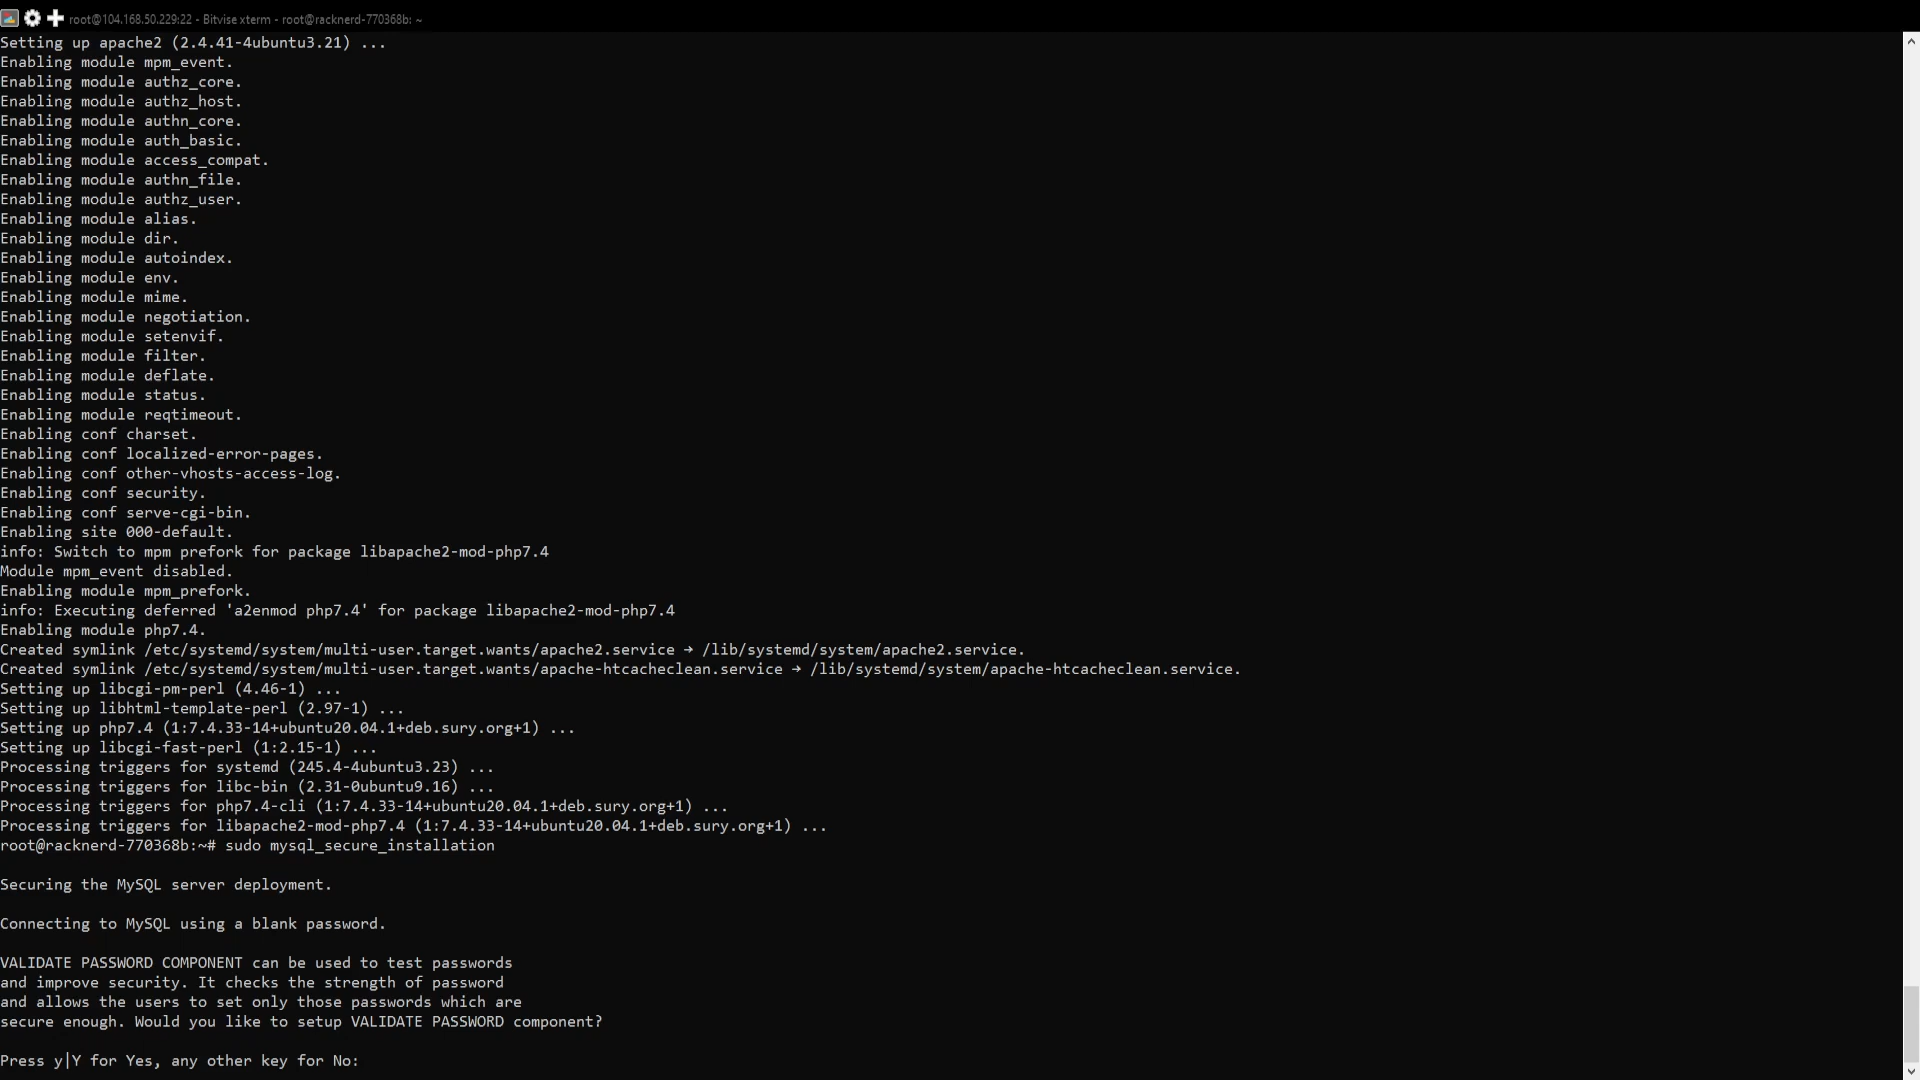 root@104.168.50.229:22 - Bitvise xterm - root@racknerd-770368b: ~
Setting up apache2 (2.4.41-4ubuntu3.21) ...
Enabling module mpm_event.
Enabling module authz_core.
Enabling module authz_host.
Enabling module authn_core.
Enabling module auth_basic.
Enabling module access_compat.
Enabling module authn_file.
Enabling module authz_user.
Enabling module alias.
Enabling module dir.
Enabling module autoindex.
Enabling module env.
Enabling module mime.
Enabling module negotiation.
Enabling module setenvif.
Enabling module filter.
Enabling module deflate.
Enabling module status.
Enabling module reqtimeout.
Enabling conf charset.
Enabling conf localized-error-pages.
Enabling conf other-vhosts-access-log.
Enabling conf security.
Enabling conf serve-cgi-bin.
Enabling site 000-default.
info: Switch to mpm prefork for package libapache2-mod-php7.4
Module mpm_event disabled.
Enabling module mpm_prefork.
info: Executing deferred 'a2enmod php7.4' for package libapache2-mod-php7.4
Enabling module php7.4.
Created symlink /etc/systemd/system/multi-user.target.wants/apache2.service → /lib/systemd/system/apache2.service.
Created symlink /etc/systemd/system/multi-user.target.wants/apache-htcacheclean.service → /lib/systemd/system/apache-htcacheclean.service.
Setting up libcgi-pm-perl (4.46-1) ...
Setting up libhtml-template-perl (2.97-1) ...
Setting up php7.4 (1:7.4.33-14+ubuntu20.04.1+deb.sury.org+1) ...
Setting up libcgi-fast-perl (1:2.15-1) ...
Processing triggers for systemd (245.4-4ubuntu3.23) ...
Processing triggers for libc-bin (2.31-0ubuntu9.16) ...
Processing triggers for php7.4-cli (1:7.4.33-14+ubuntu20.04.1+deb.sury.org+1) ...
Processing triggers for libapache2-mod-php7.4 (1:7.4.33-14+ubuntu20.04.1+deb.sury.org+1) ...
root@racknerd-770368b:~# sudo mysql_secure_installation
Securing the MySQL server deployment.
Connecting to MySQL using a blank password.
VALIDATE PASSWORD COMPONENT can be used to test passwords
and improve security. It checks the strength of password
and allows the users to set only those passwords which are
secure enough. Would you like to setup VALIDATE PASSWORD component?
Press y|Y for Yes, any other key for No: